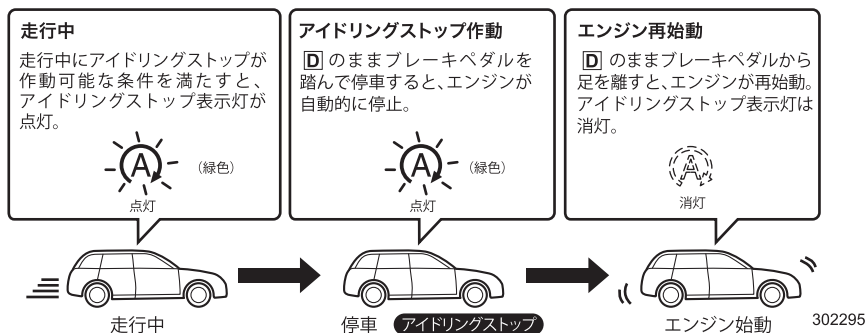 走行中
走行中にアイドリングストップが
作動可能な条件を満たすと、
アイドリングストップ表示灯が
点灯。
A
(緑色)
点灯
アイドリングストップ作動
D のままブレーキペダルを
踏んで停車すると、エンジンが
自動的に停止。
A
(緑色)
点灯
エンジン再始動
D のままブレーキペダルから
足を離すと、エンジンが再始動。
アイドリングストップ表示灯は
消灯。
A
消灯
走行中
停車 アイドリングストップ
エンジン始動
302295